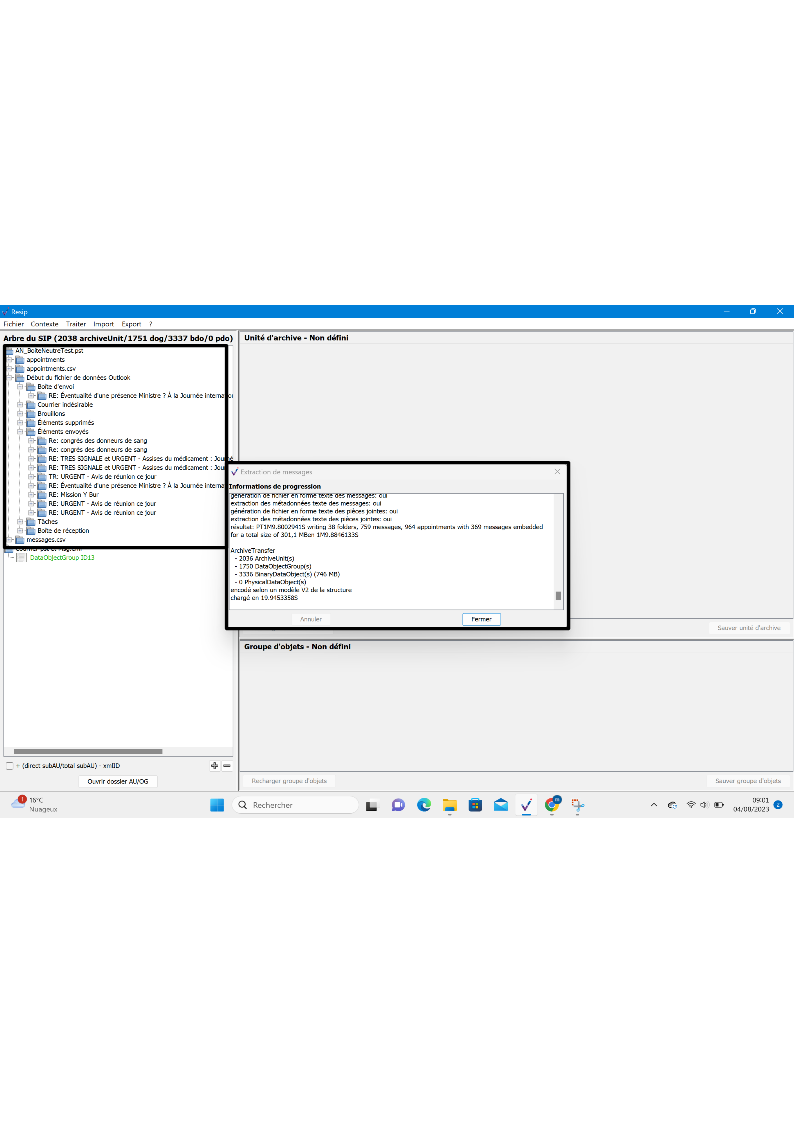 Resip
Fichier Contexte Traiter Import Export ?
Arbre du SIP (2038 archiveUnit/1751 dog/3337 bdo/0 pdo)
AN_BoiteNeutreTest.pst
appointments
appointments.csv
Début du fichier de données Outlook
Boîte d'envoi
RE: Éventualité d'une présence Ministre ? À la Journée internation
Courrier indésirable
Brouillons
Éléments supprimés
Éléments envoyés
Re: congrès des donneurs de sang
Re: congrès des donneurs de sang
RE: TRES SIGNALE et URGENT - Assises du médicament : Journé
RE: TRES SIGNALE et URGENT - Assises du médicament : Jou
TR: URGENT - Avis de réunion ce jour
RE: Éventualité d'une présence Ministre ? À la Journée interna
RE: Mission Y Bur
RE: URGENT - Avis de réunion ce jour
RE: URGENT - Avis de réunion ce jour
Tâches
Boîte de réception
messages.csv
DataObjectGroup ID13
+ (direct subAU/total subAU) - xmlID
Ouvrir dossier AU/OG
Unité d'archive - Non défini
Extraction de messages
Informations de progression
génération de fichier en forme texte des messages: oui
extraction des métadonnées texte des messages: oui
génération de fichier en forme texte des pièces jointes: oui
extraction des métadonnées texte des pièces jointes: oui
résultat: PT1M9.8002941S writing 38 folders, 759 messages, 964 appointments with 369 messages embedded
for a total size of 301,1 MBen 1M9.8846133S
ArchiveTransfer
- 2036 ArchiveUnit(s)
- 1750 DataObjectGroup(s)
- 3336 BinaryDataObject(s) (746 MB)
- 0 PhysicalDataObject(s)
encodé selon un modèle V2 de la structure
chargé en 19.9453358S
Annuler Fermer
Sauver unité d'archive
Groupe d'objets - Non défini
Recharger groupe d'objets Sauver groupe d'objets
1
16°C
Nuageux
Rechercher
09:01
04/08/2023
2